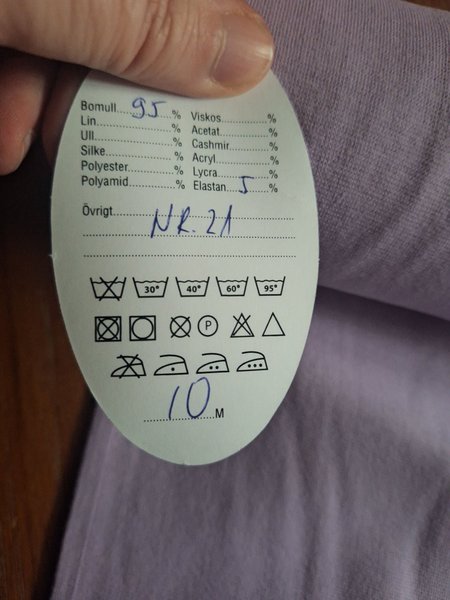 Bomull 95 % Viskos %
Lin % Acetat %
Ull % Cashmir %
Silke % Acryl %
Polyester % Lycra %
Polyamid % Elastan 5 %
Övrigt NR. 21
30° 40° 60° 95°
P
10 M